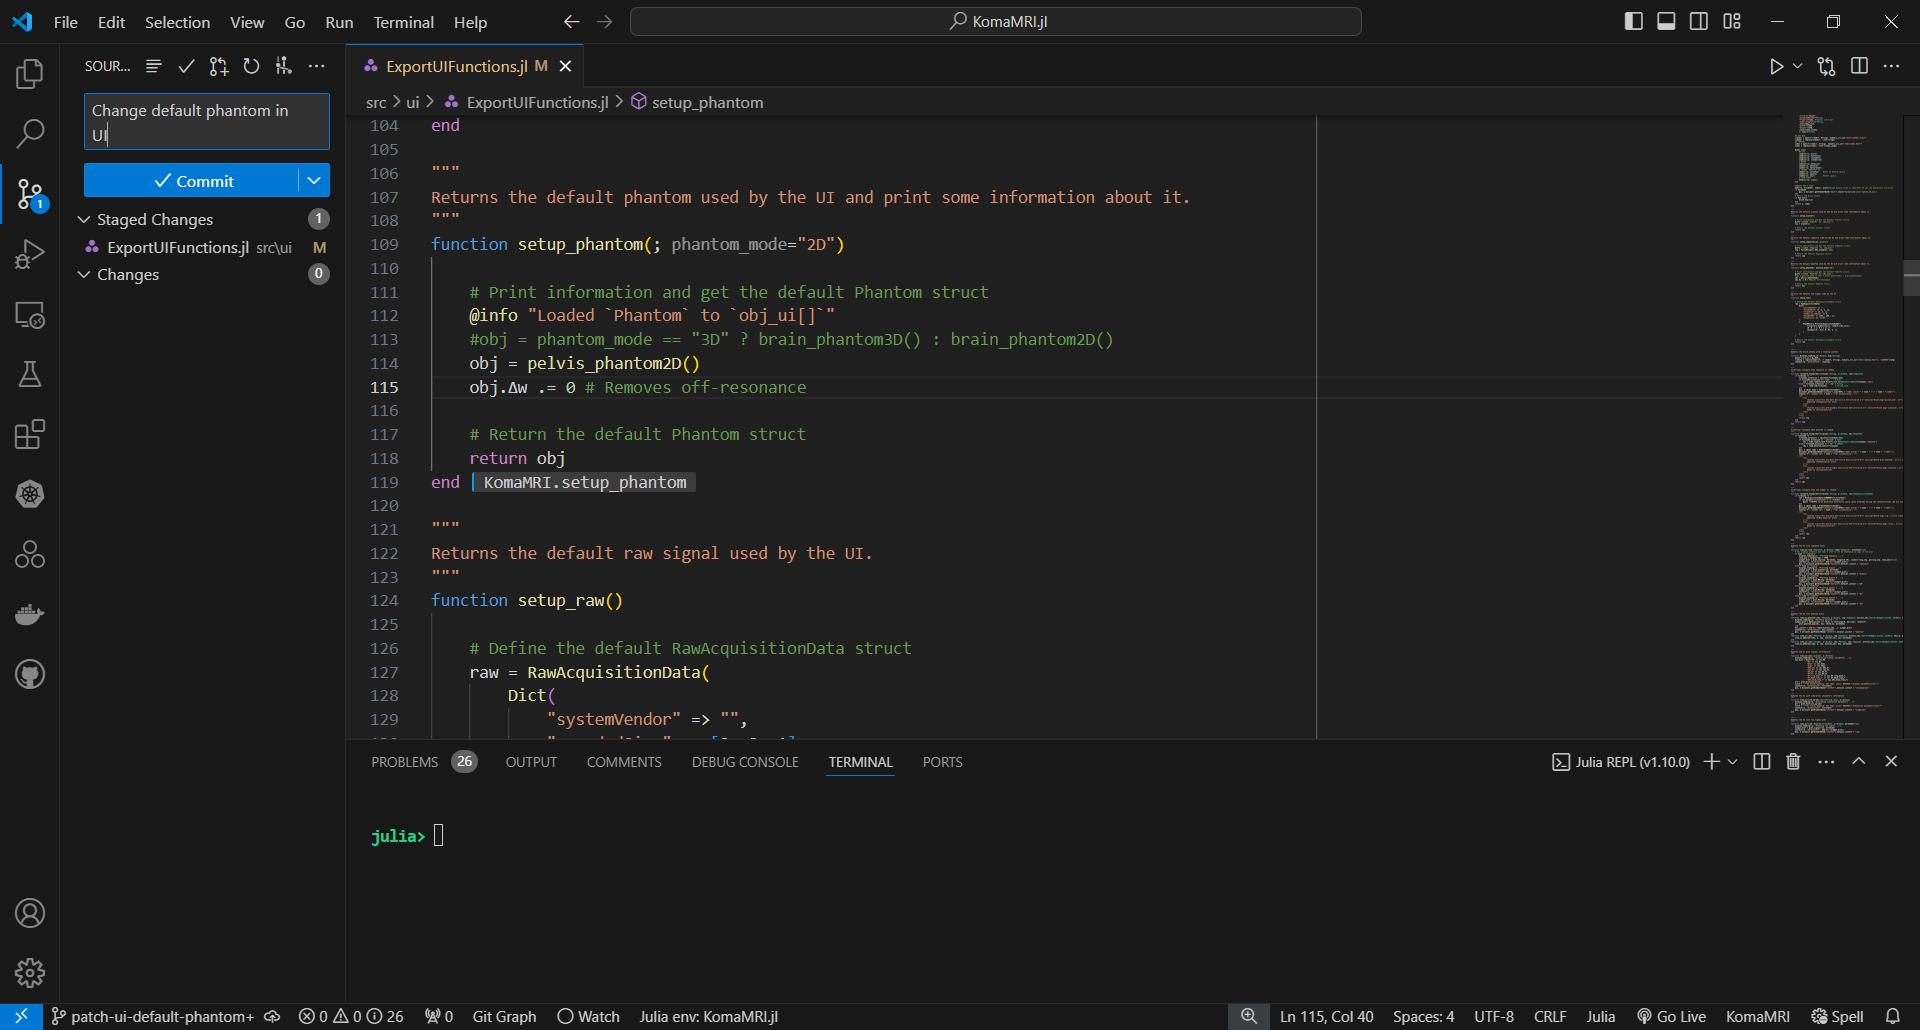 File Edit Selection View Go Run Terminal Help
KomaMRI.jl
SOUR...
Change default phantom in
UI
Commit
Staged Changes 1
ExportUIFunctions.jl src\ui M
Changes 0
1
ExportUIFunctions.jl M
src > ui > ExportUIFunctions.jl > setup_phantom
104 end
105
106 """
107 Returns the default phantom used by the UI and print some information about it.
108 """
109 function setup_phantom(; phantom_mode="2D")
110
111 # Print information and get the default Phantom struct
112 @info "Loaded `Phantom` to `obj_ui[]`"
113 #obj = phantom_mode == "3D" ? brain_phantom3D() : brain_phantom2D()
114 obj = pelvis_phantom2D()
115 obj.Δw .= 0 # Removes off-resonance
116
117 # Return the default Phantom struct
118 return obj
119 end KomaMRI.setup_phantom
120
121 """
122 Returns the default raw signal used by the UI.
123 """
124 function setup_raw()
125
126 # Define the default RawAcquisitionData struct
127 raw = RawAcquisitionData(
128 Dict(
129 "systemVendor" => "",
PROBLEMS 26 OUTPUT COMMENTS DEBUG CONSOLE TERMINAL PORTS
Julia REPL (v1.10.0)
julia>
patch-ui-default-phantom+ 0 0 26 0 Git Graph Watch Julia env: KomaMRI.jl
Ln 115, Col 40 Spaces: 4 UTF-8 CRLF Julia Go Live KomaMRI Spell